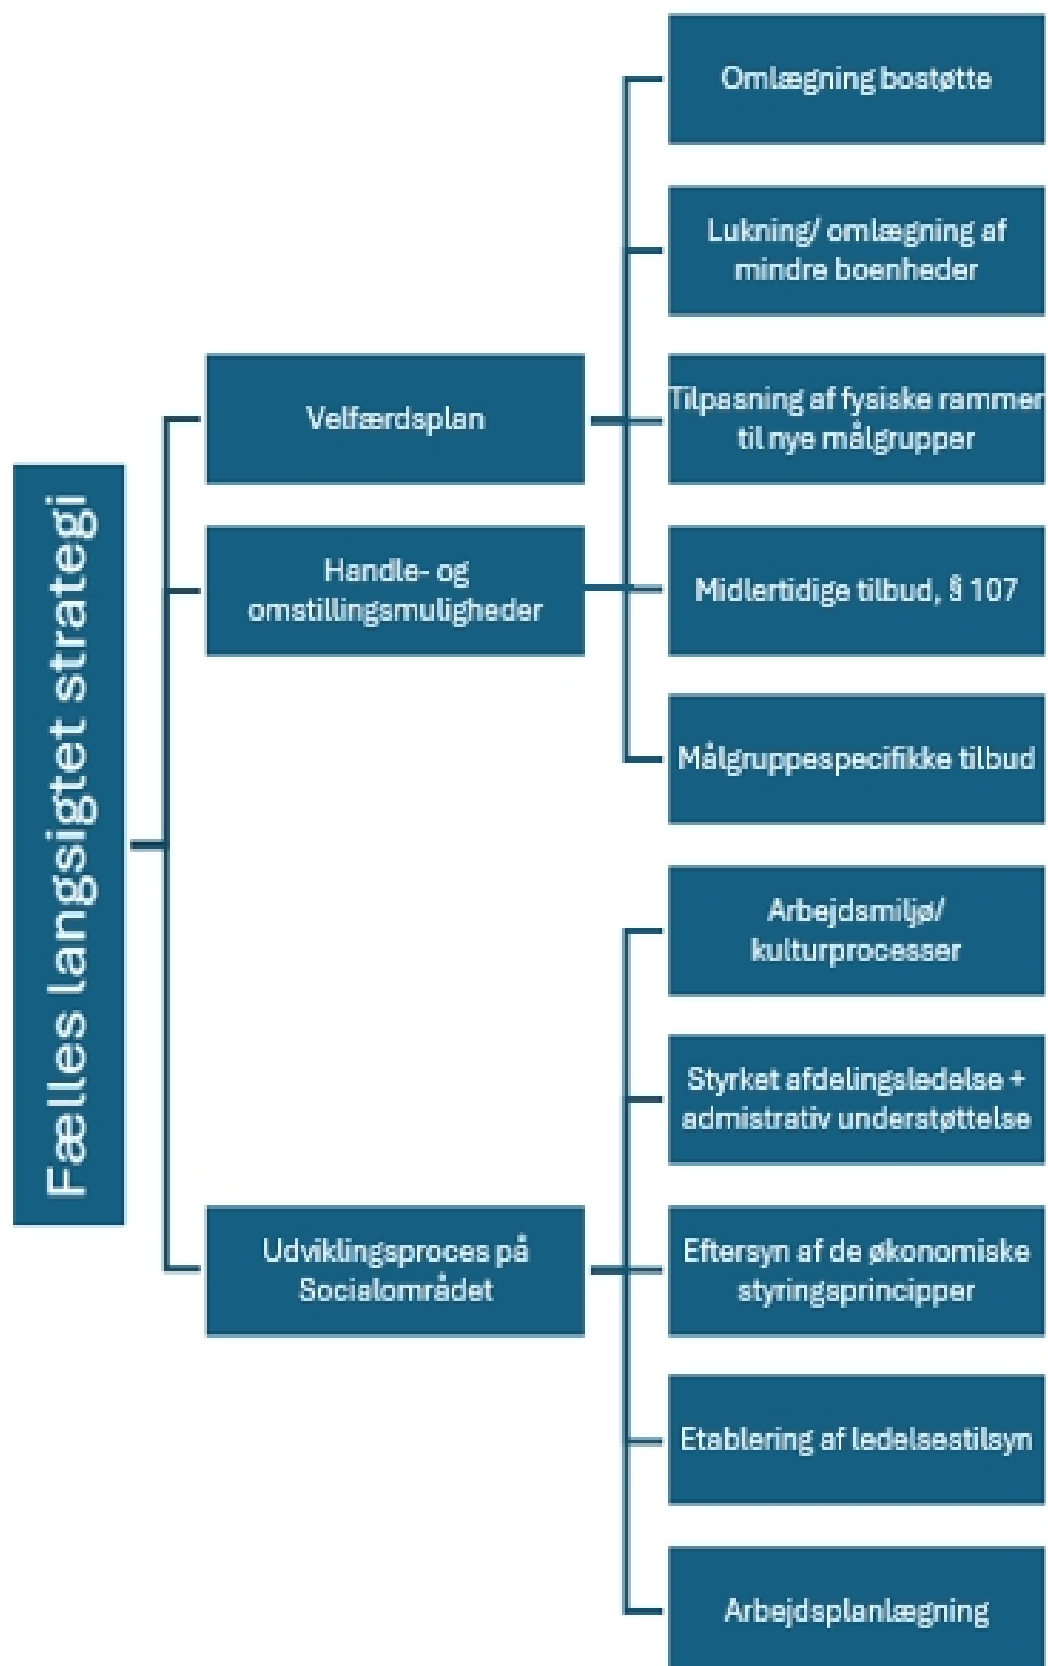 Fælles langsigtet strategi
Velfærdsplan
Handle- og
omstillingsmuligheder
Udviklingsproces på
Socialområdet
Omlægning bostøtte
Lukning/ omlægning af
mindre boenheder
Tilpasning af fysiske rammer
til nye målgrupper
Midlertidige tilbud, § 107
Målgruppespecifikke tilbud
Arbejdsmiljø/
kulturprocesser
Styrket afdelingsledelse +
admistrativ understøttelse
Eftersyn af de økonomiske
styringsprincipper
Etablering af ledelsestilsyn
Arbejdsplanlægning